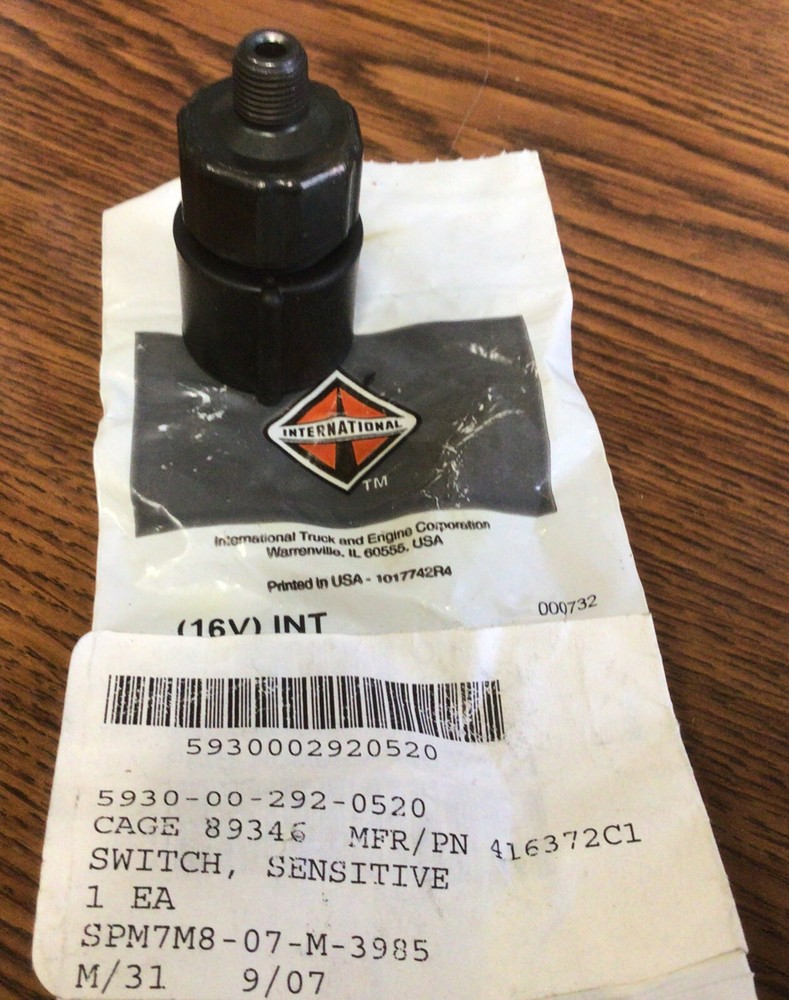 INTERNATIONAL
TM
International Truck and Engine Corporation
Warrenville, IL 60555, USA
Printed in USA - 1017742R4
000732
(16V) INT
5930002920520
5930-00-292-0520
CAGE 89346 MFR/PN 416372C1
SWITCH, SENSITIVE
1 EA
SPM7M8-07-M-3985
M/31 9/07